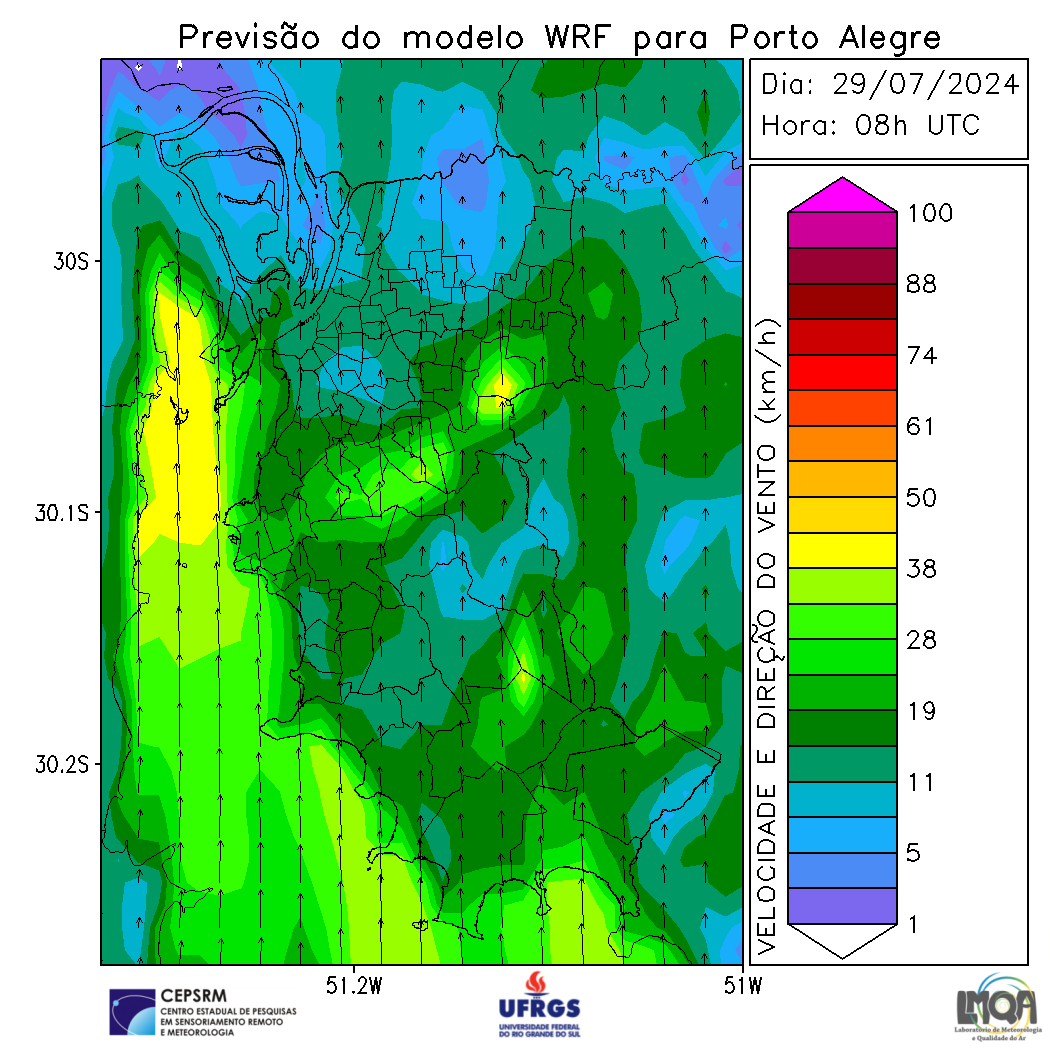 Previsão do modelo WRF para Porto Alegre
Dia: 29/07/2024
Hora: 08h UTC
30S
30.1S
30.2S
51.2W
51W
VELOCIDADE E DIREÇÃO DO VENTO (km/h)
100
88
74
61
50
38
28
19
11
5
1
CEPSRM
CENTRO ESTADUAL DE PESQUISAS
EM SENSORIAMENTO REMOTO
E METEOROLOGIA
UFRGS
UNIVERSIDADE FEDERAL
DO RIO GRANDE DO SUL
LMQA
Laboratório de Meteorologia
e Qualidade do Ar